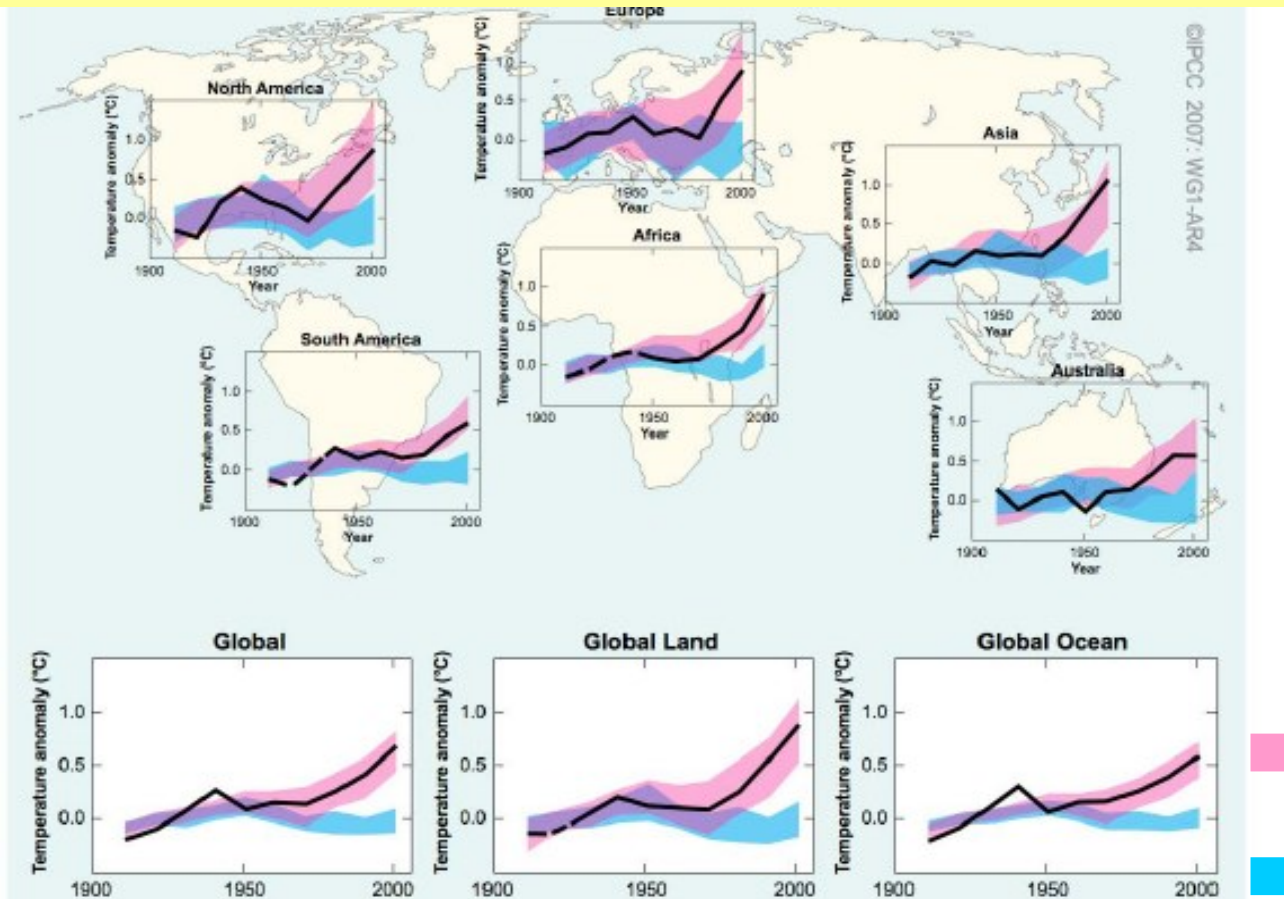 Europe
Temperature anomaly (°C)
1.0
0.5
0.0
1900
1950
2000
Year
North America
Temperature anomaly (°C)
1.0
0.5
0.0
1900
1950
2000
Year
Asia
Temperature anomaly (°C)
1.0
0.5
0.0
1900
1950
2000
Year
©IPCC 2007: WG1-AR4
Africa
Temperature anomaly (°C)
1.0
0.5
0.0
1900
1950
2000
Year
South America
Temperature anomaly (°C)
1.0
0.5
0.0
1900
1950
2000
Year
Australia
Temperature anomaly (°C)
1.0
0.5
0.0
1900
1950
2000
Year
Global
Temperature anomaly (°C)
1.0
0.5
0.0
1900
1950
2000
Global Land
Temperature anomaly (°C)
1.0
0.5
0.0
1900
1950
2000
Global Ocean
Temperature anomaly (°C)
1.0
0.5
0.0
1900
1950
2000